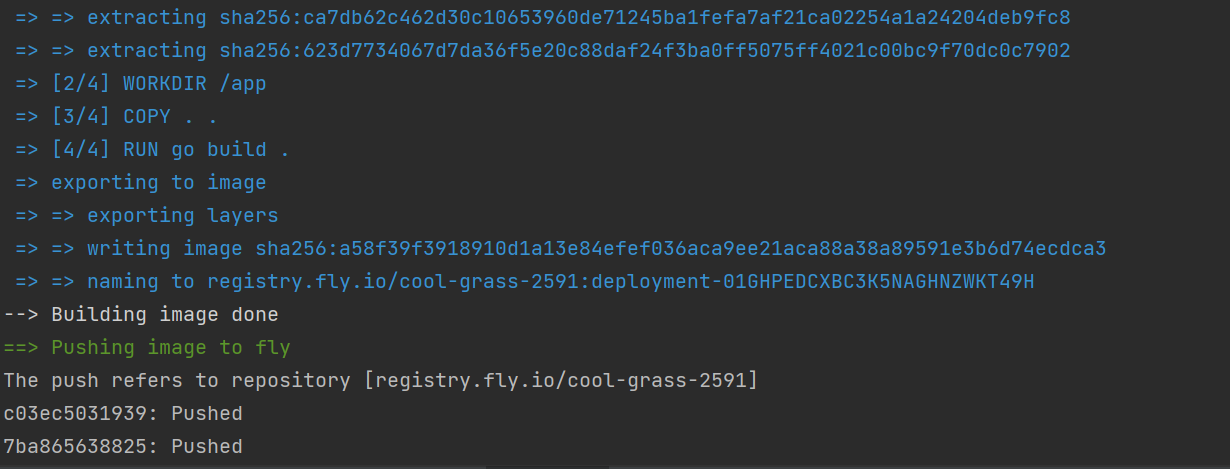 => => extracting sha256:ca7db62c462d30c10653960de71245ba1fefa7af21ca02254a1a24204deb9fc8
=> => extracting sha256:623d7734067d7da36f5e20c88daf24f3ba0ff5075ff4021c00bc9f70dc0c7902
=> [2/4] WORKDIR /app
=> [3/4] COPY . .
=> [4/4] RUN go build .
=> exporting to image
=> => exporting layers
=> => writing image sha256:a58f39f3918910d1a13e84efef036aca9ee21aca88a38a89591e3b6d74ecdca3
=> => naming to registry.fly.io/cool-grass-2591:deployment-01GHPEDCXBC3K5NAGHNZWKT49H
--> Building image done
==> Pushing image to fly
The push refers to repository [registry.fly.io/cool-grass-2591]
c03ec5031939: Pushed
7ba865638825: Pushed